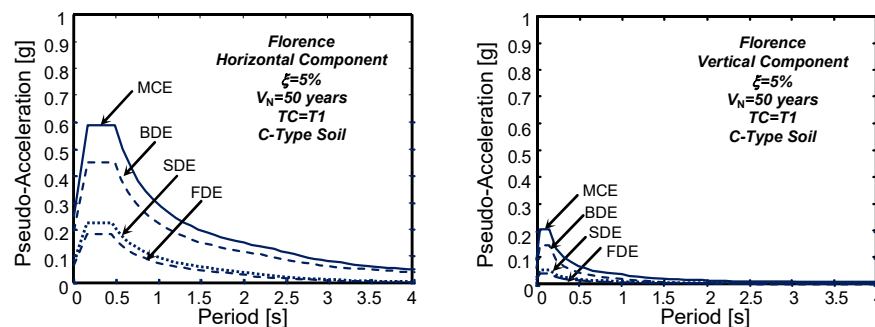 Pseudo-Acceleration [g]
1
0.9
0.8
0.7
0.6
0.5
0.4
0.3
0.2
0.1
0
Florence
Horizontal Component
ξ=5%
V_N=50 years
TC=T1
C-Type Soil
MCE
BDE
SDE
FDE
0 0.5 1 1.5 2 2.5 3 3.5 4
Period [s]
Pseudo-Acceleration [g]
1
0.9
0.8
0.7
0.6
0.5
0.4
0.3
0.2
0.1
0
Florence
Vertical Component
ξ=5%
V_N=50 years
TC=T1
C-Type Soil
MCE
BDE
SDE
FDE
0 0.5 1 1.5 2 2.5 3 3.5 4
Period [s]